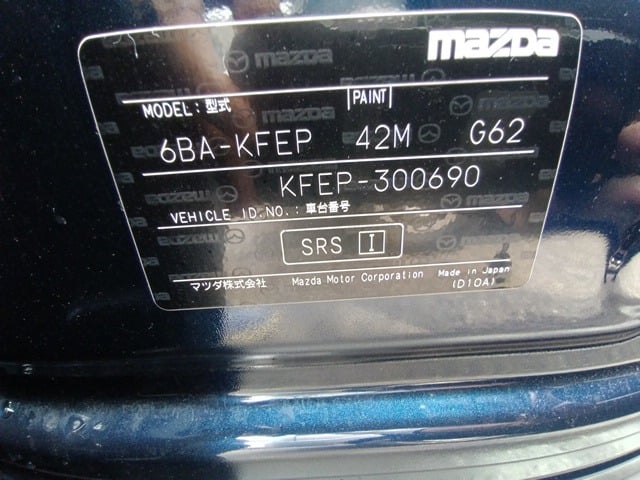 mazda
MODEL:型式 PAINT
6BA-KFEP 42M G62
KFEP-300690
VEHICLE ID.NO.:車台番号
SRS I
マツダ株式会社 Mazda Motor Corporation Made in Japan
(D10A)